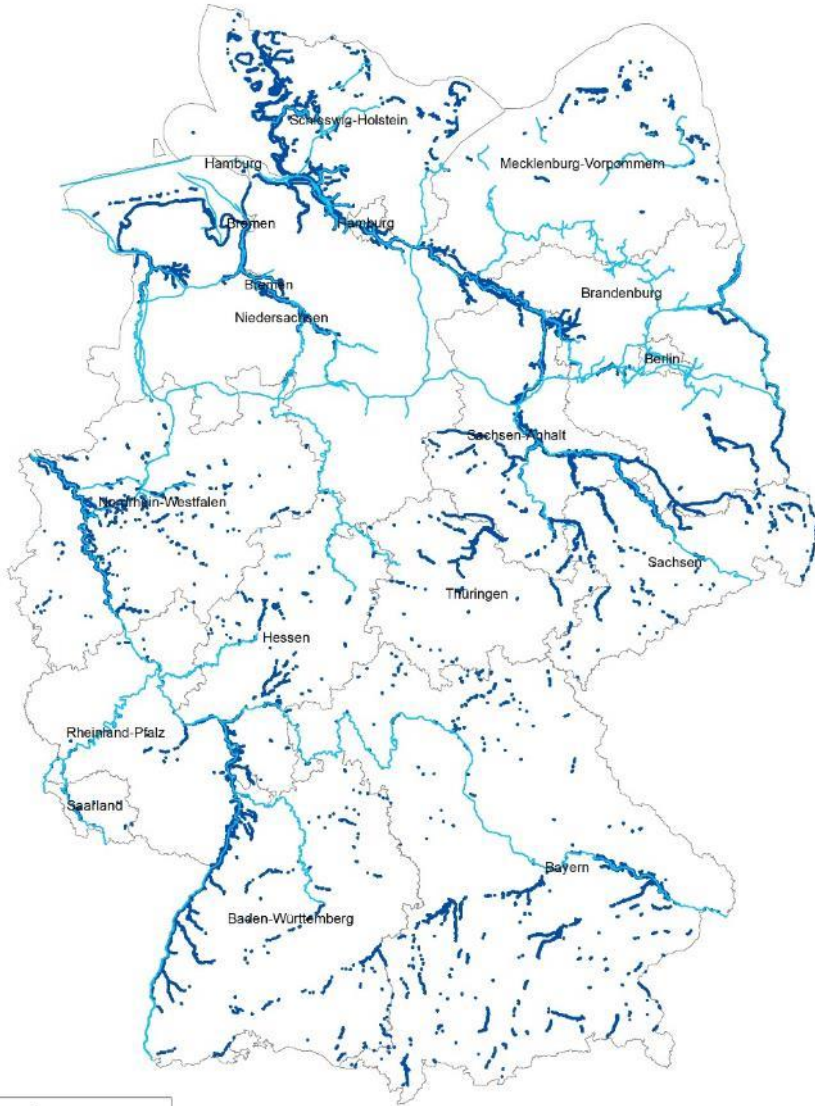 Schleswig-Holstein
Hamburg
Mecklenburg-Vorpommern
Bremen
Hamburg
Bremen
Brandenburg
Niedersachsen
Berlin
Sachsen-Anhalt
Nordrhein-Westfalen
Sachsen
Thüringen
Hessen
Rheinland-Pfalz
Saarland
Bayern
Baden-Württemberg